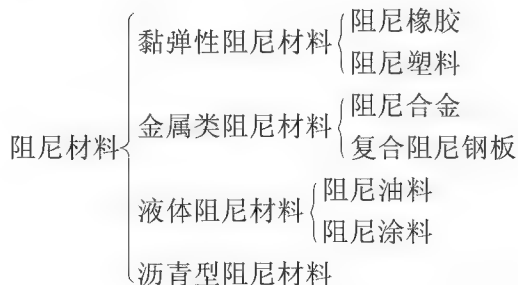 阻尼材料
黏弹性阻尼材料
阻尼橡胶
阻尼塑料
金属类阻尼材料
阻尼合金
复合阻尼钢板
液体阻尼材料
阻尼油料
阻尼涂料
沥青型阻尼材料